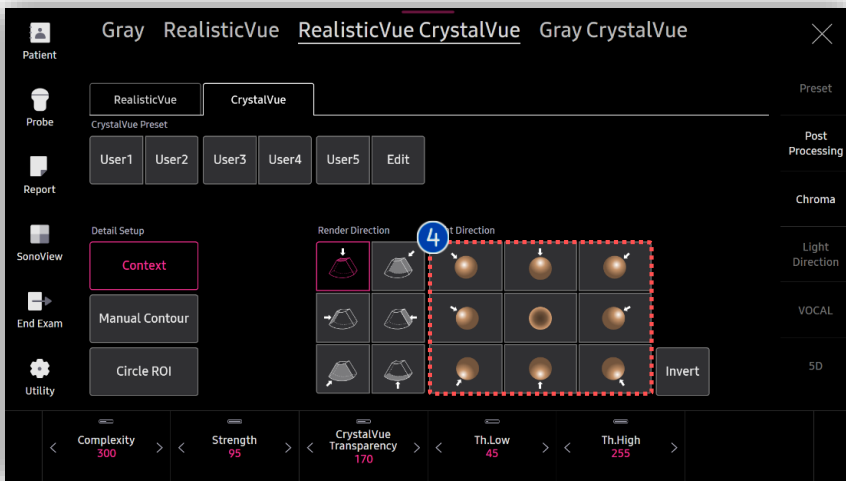 Gray RealisticVue RealisticVue CrystalVue Gray CrystalVue
Patient
Probe
Report
SonoView
End Exam
Utility
RealisticVue CrystalVue
CrystalVue Preset
User1 User2 User3 User4 User5 Edit
Detail Setup
Context
Manual Contour
Circle ROI
Render Direction
4
Direction
Invert
Preset
Post
Processing
Chroma
Light
Direction
VOCAL
5D
Complexity
300
Strength
95
CrystalVue
Transparency
170
Th.Low
45
Th.High
255